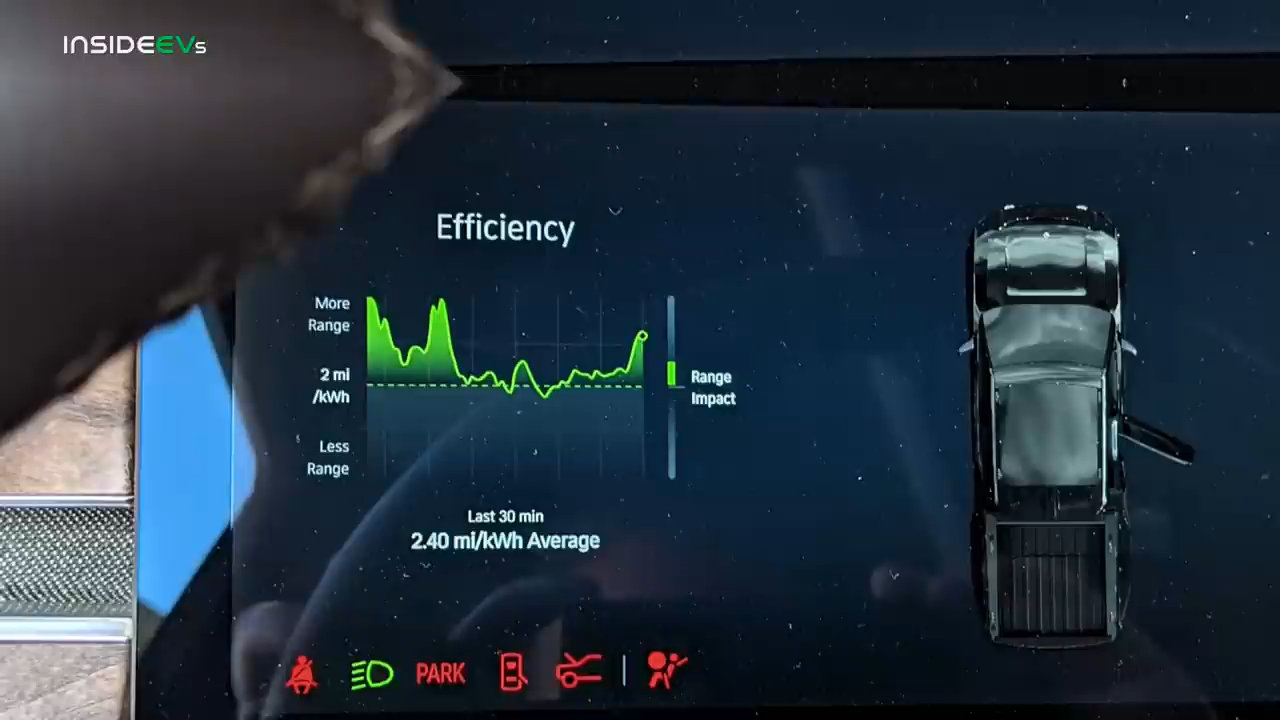 INSIDEEVs
Efficiency
More
Range
2 mi
/kWh
Less
Range
Range
Impact
Last 30 min
2.40 mi/kWh Average
PARK